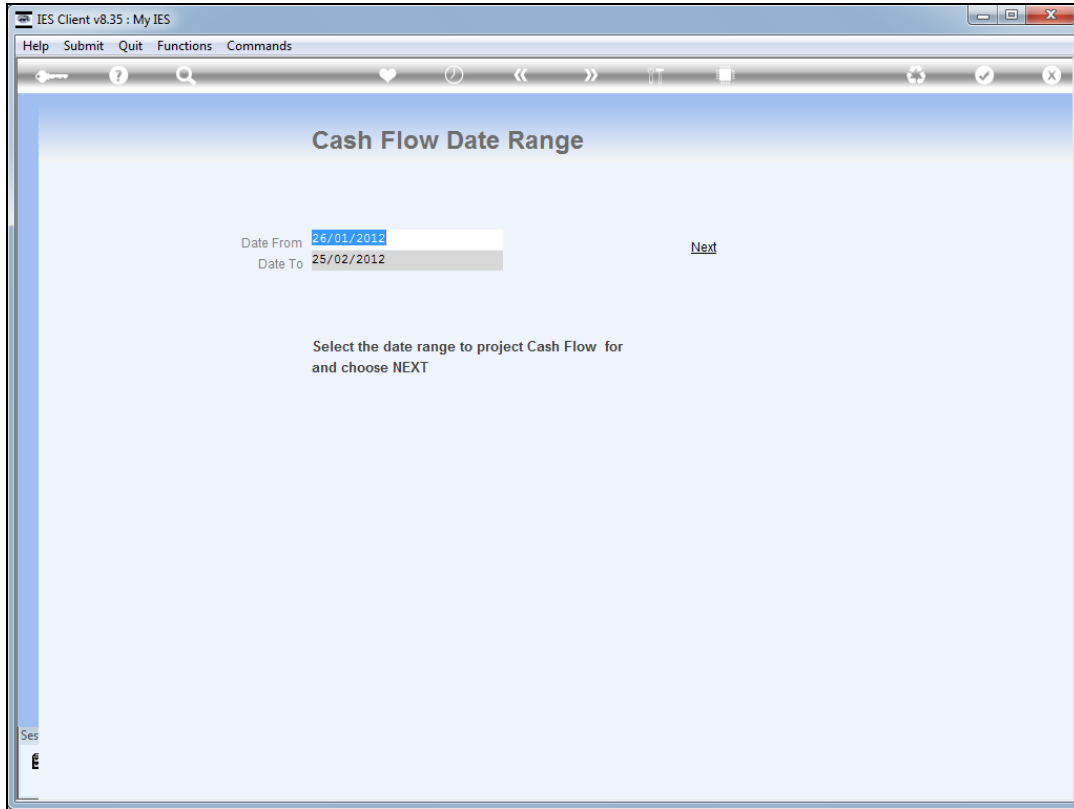 IES Client v8.35 : My IES
Help Submit Quit Functions Commands
Cash Flow Date Range
Date From 26/01/2012
Next
Date To 25/02/2012
Select the date range to project Cash Flow for
and choose NEXT
Ses